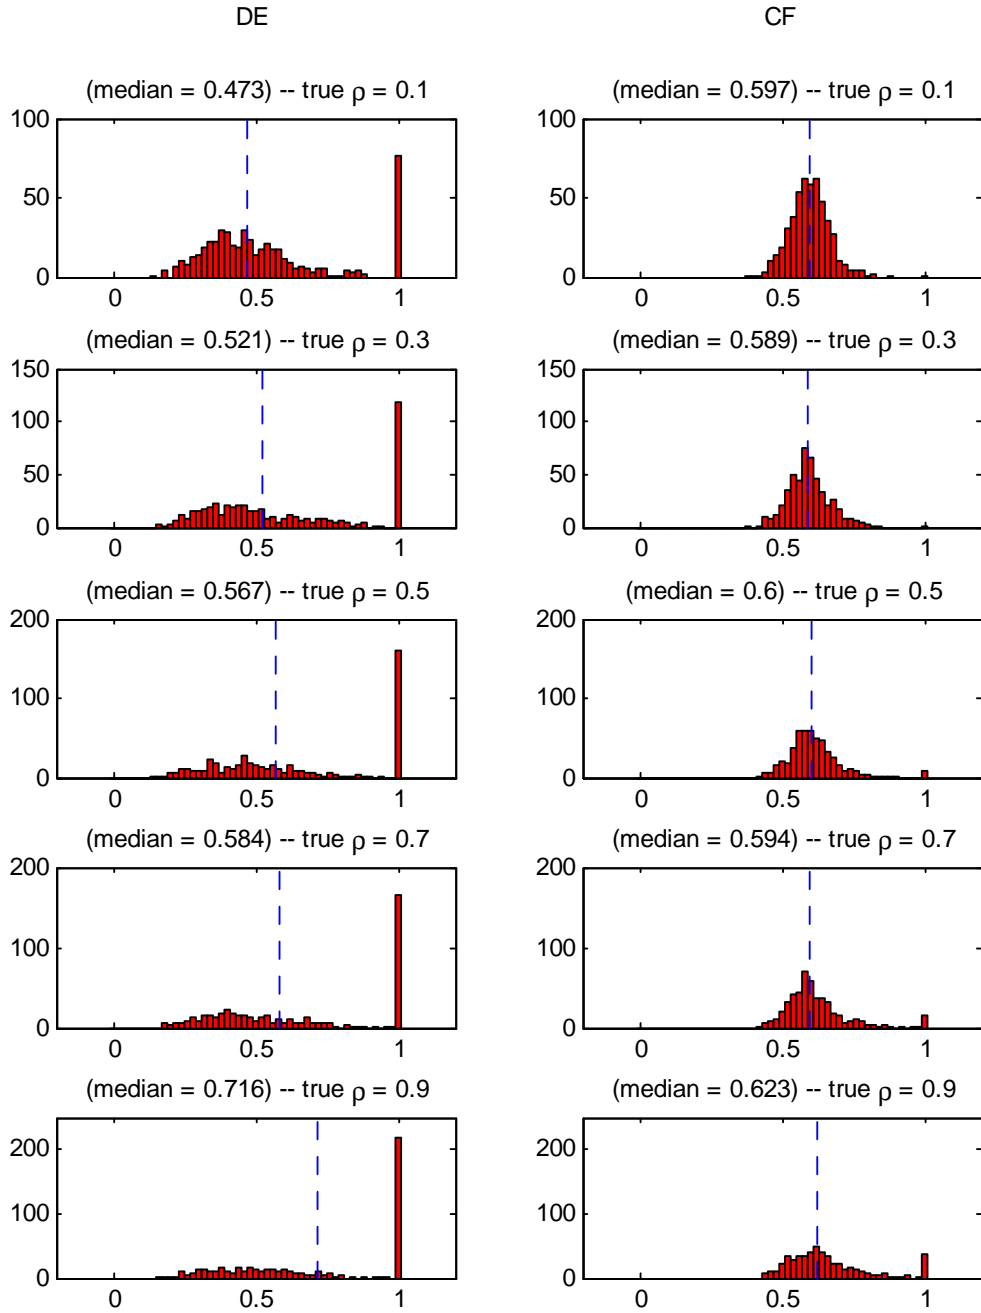 DE CF
(median = 0.473) -- true ρ = 0.1 (median = 0.597) -- true ρ = 0.1
100 100
50 50
0 0
0 0.5 1 0 0.5 1
(median = 0.521) -- true ρ = 0.3 (median = 0.589) -- true ρ = 0.3
150 150
100 100
50 50
0 0
0 0.5 1 0 0.5 1
(median = 0.567) -- true ρ = 0.5 (median = 0.6) -- true ρ = 0.5
200 200
100 100
0 0
0 0.5 1 0 0.5 1
(median = 0.584) -- true ρ = 0.7 (median = 0.594) -- true ρ = 0.7
200 200
100 100
0 0
0 0.5 1 0 0.5 1
(median = 0.716) -- true ρ = 0.9 (median = 0.623) -- true ρ = 0.9
200 200
100 100
0 0
0 0.5 1 0 0.5 1